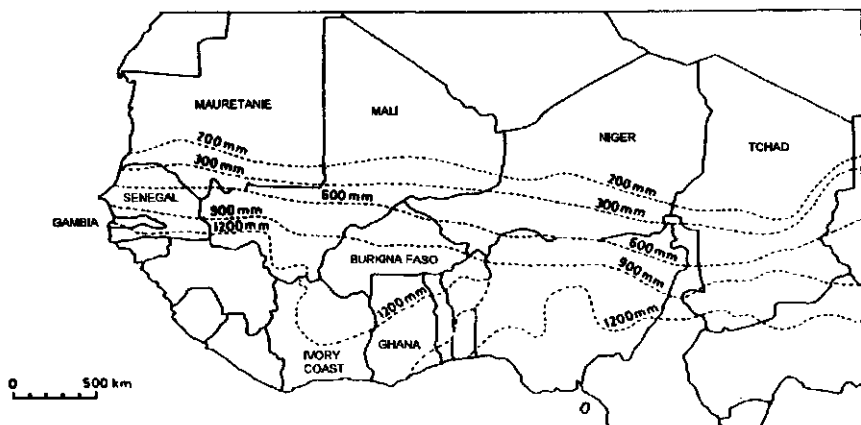 MAURETANIE
MALI
NIGER
TCHAD
200 mm
300 mm
200 mm
300 mm
600 mm
SENEGAL
900 mm
GAMBIA
1200 mm
BURKINA FASO
600 mm
900 mm
1200 mm
1200 mm
GHANA
IVORY
COAST
0 500 km